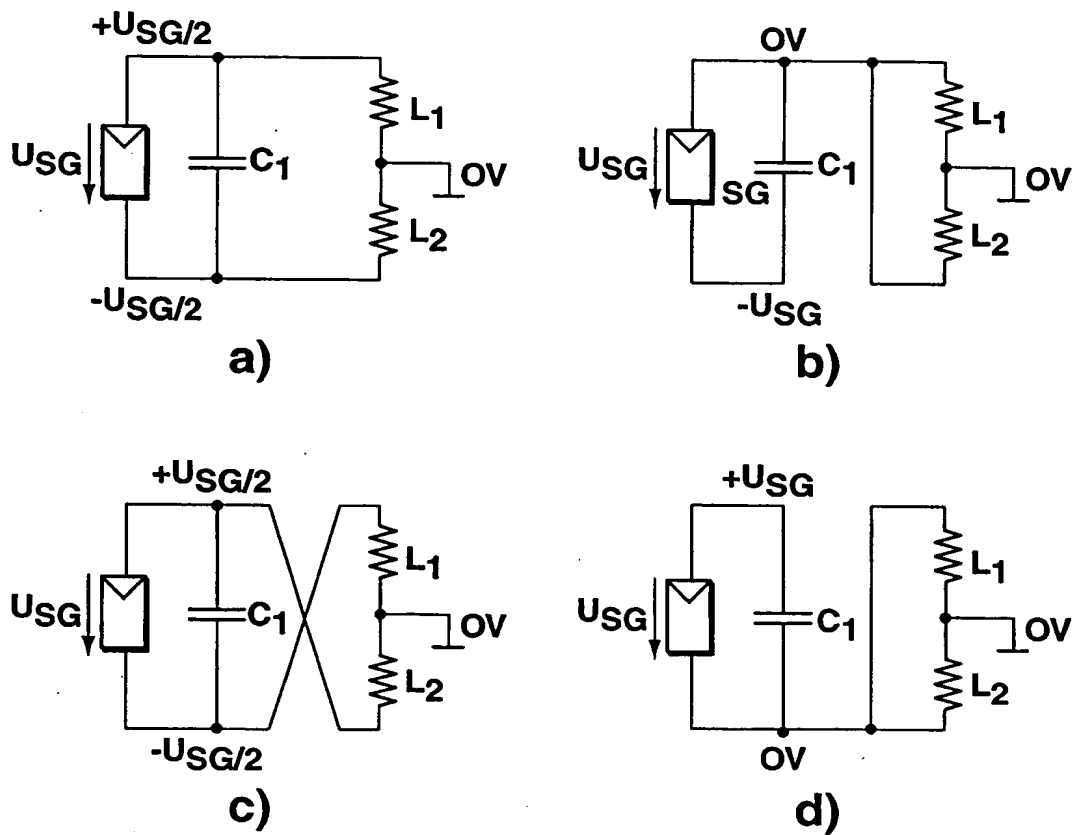 +USG/2
USG
C1
L1
OV
L2
-USG/2
a)
OV
USG
SG
C1
L1
OV
L2
-USG
b)
+USG/2
USG
C1
L1
OV
L2
-USG/2
c)
+USG
USG
C1
L1
OV
L2
OV
d)